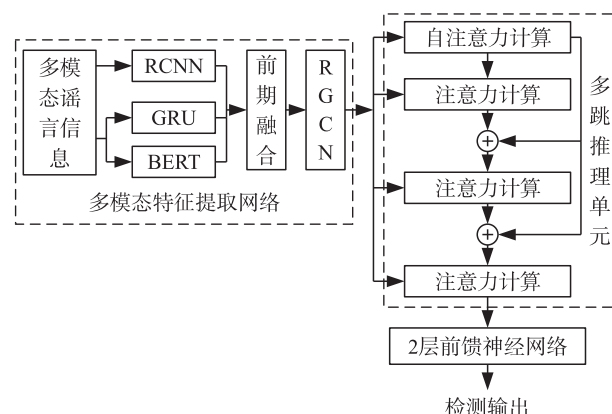 多模态谣言信息
RCNN
GRU
BERT
前期融合
RGCN
多模态特征提取网络
自注意力计算
注意力计算
+
注意力计算
+
注意力计算
多跳推理单元
2层前馈神经网络
检测输出